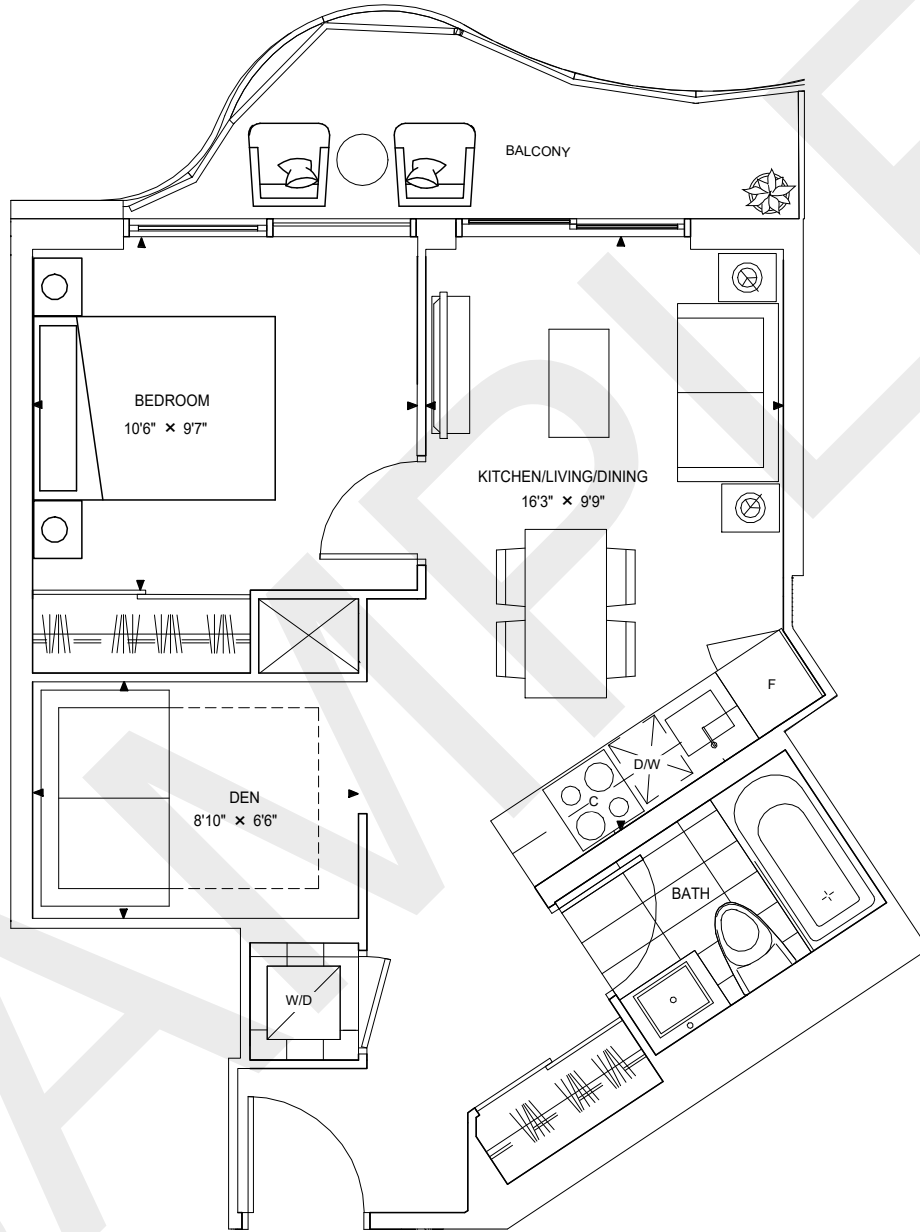 BALCONY
BEDROOM
10'6" × 9'7"
KITCHEN/LIVING/DINING
16'3" × 9'9"
F
D/W
C
DEN
8'10" × 6'6"
BATH
W/D
SAMPLE